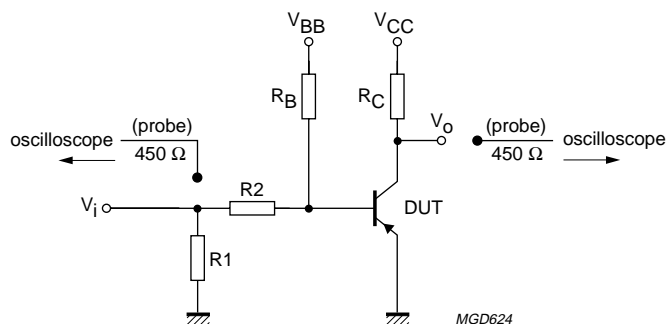 VBB
VCC
RB
RC
Vo
(probe)
oscilloscope
450 Ω
(probe)
oscilloscope
450 Ω
R2
Vi
DUT
R1
MGD624